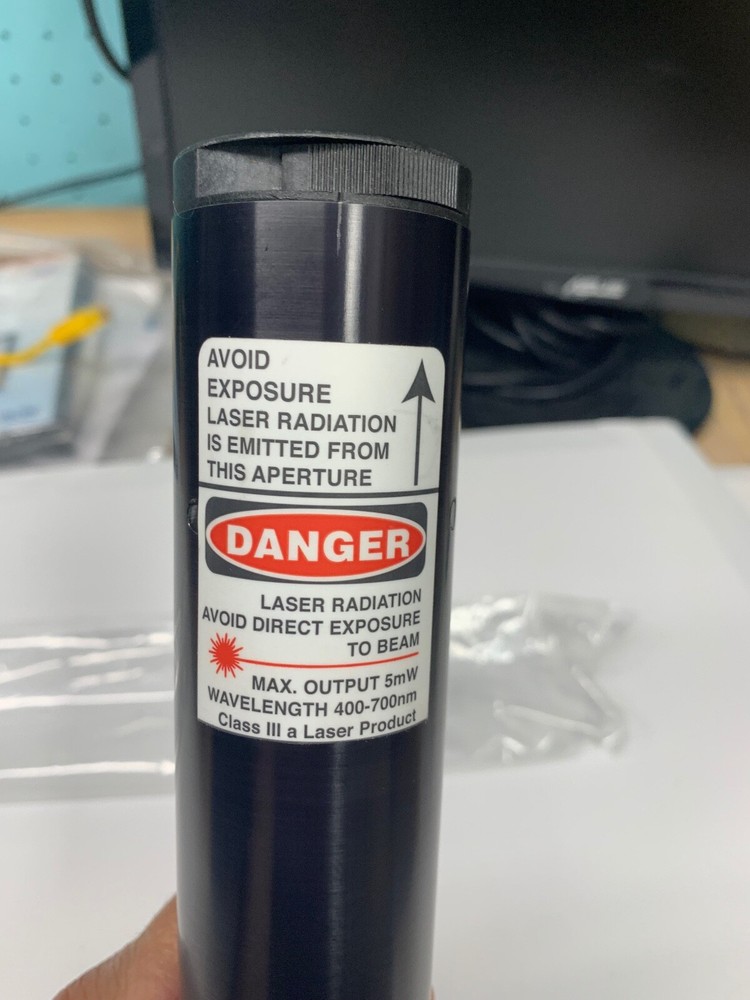 AVOID
EXPOSURE
LASER RADIATION
IS EMITTED FROM
THIS APERTURE
DANGER
LASER RADIATION
AVOID DIRECT EXPOSURE
TO BEAM
MAX. OUTPUT 5mW
WAVELENGTH 400-700nm
Class III a Laser Product